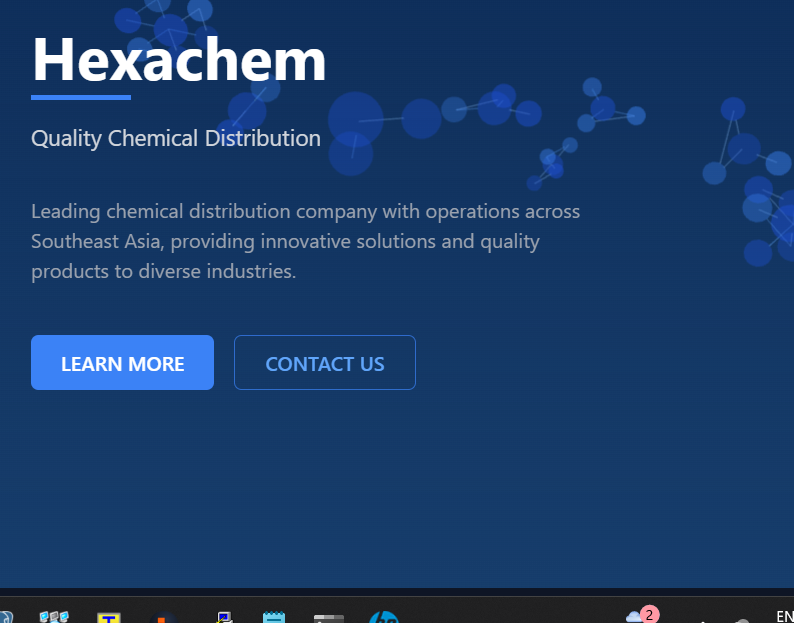 Hexachem
Quality Chemical Distribution
Leading chemical distribution company with operations across
Southeast Asia, providing innovative solutions and quality
products to diverse industries.
LEARN MORE
CONTACT US
T
hp
2
EN